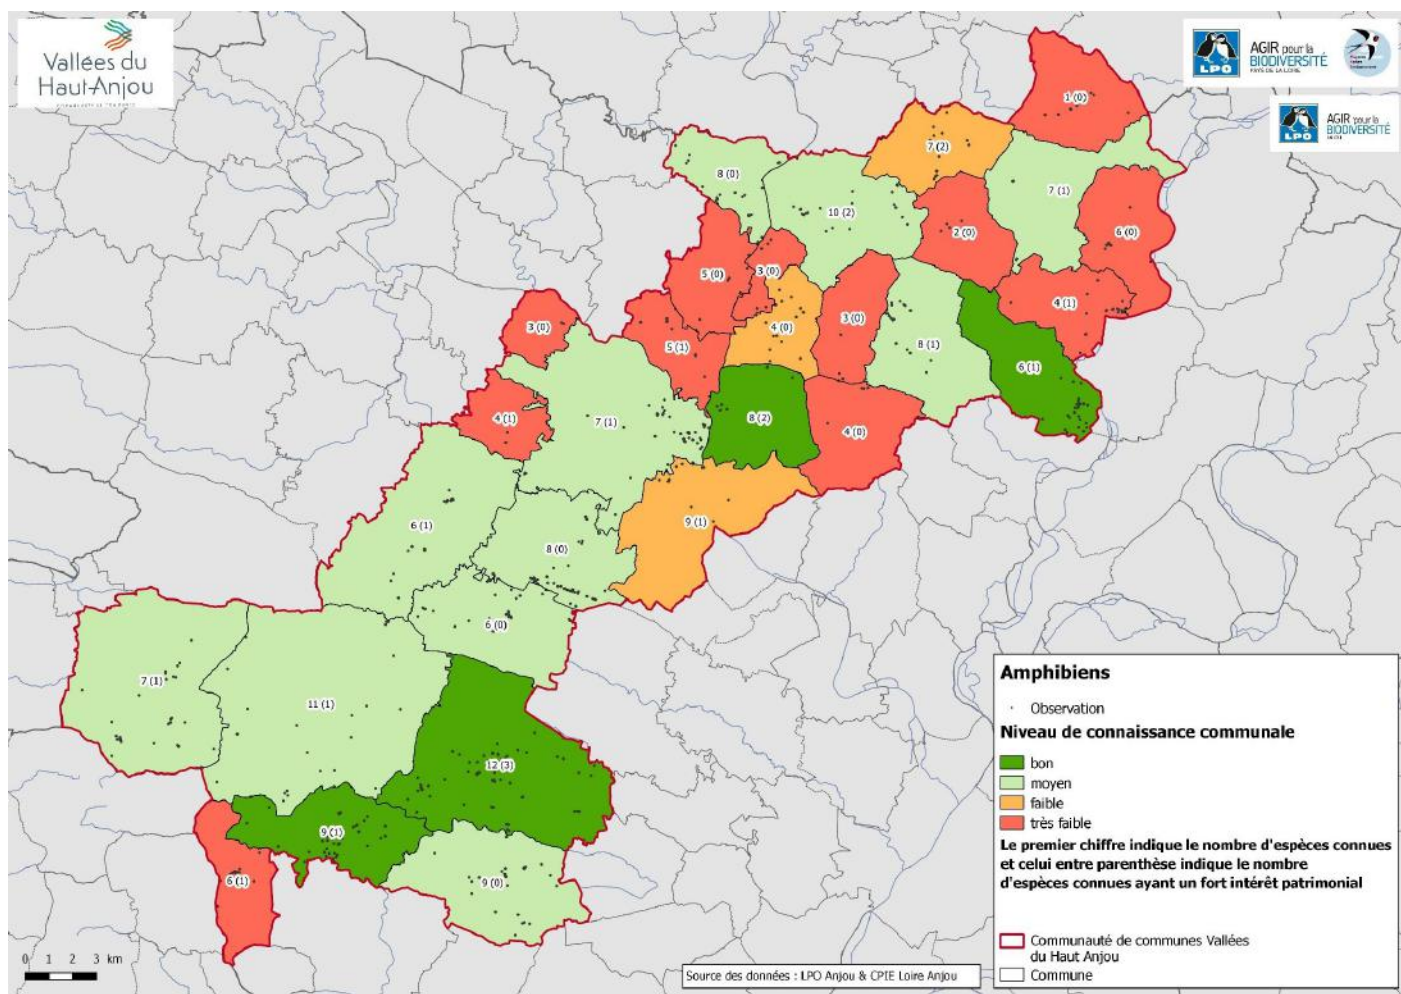 Vallées du
Haut-Anjou
LPO
AGIR pour la
BIODIVERSITÉ
PAYS DE LA LOIRE
LPO
AGIR pour la
BIODIVERSITÉ
1 (0)
7 (2)
8 (0)
7 (1)
10 (2)
2 (0)
6 (0)
5 (0)
3 (0)
4 (1)
3 (0)
4 (0)
3 (0)
5 (1)
8 (1)
6 (1)
4 (1)
7 (1)
8 (2)
4 (0)
6 (1)
9 (1)
8 (0)
6 (0)
7 (1)
11 (1)
12 (3)
9 (1)
6 (1)
9 (0)
Amphibiens
Observation
Niveau de connaissance communale
bon
moyen
faible
très faible
Le premier chiffre indique le nombre d'espèces connues
et celui entre parenthèse indique le nombre
d'espèces connues ayant un fort intérêt patrimonial
Communauté de communes Vallées
du Haut Anjou
Commune
0 1 2 3 km
Source des données : LPO Anjou & CPIE Loire Anjou